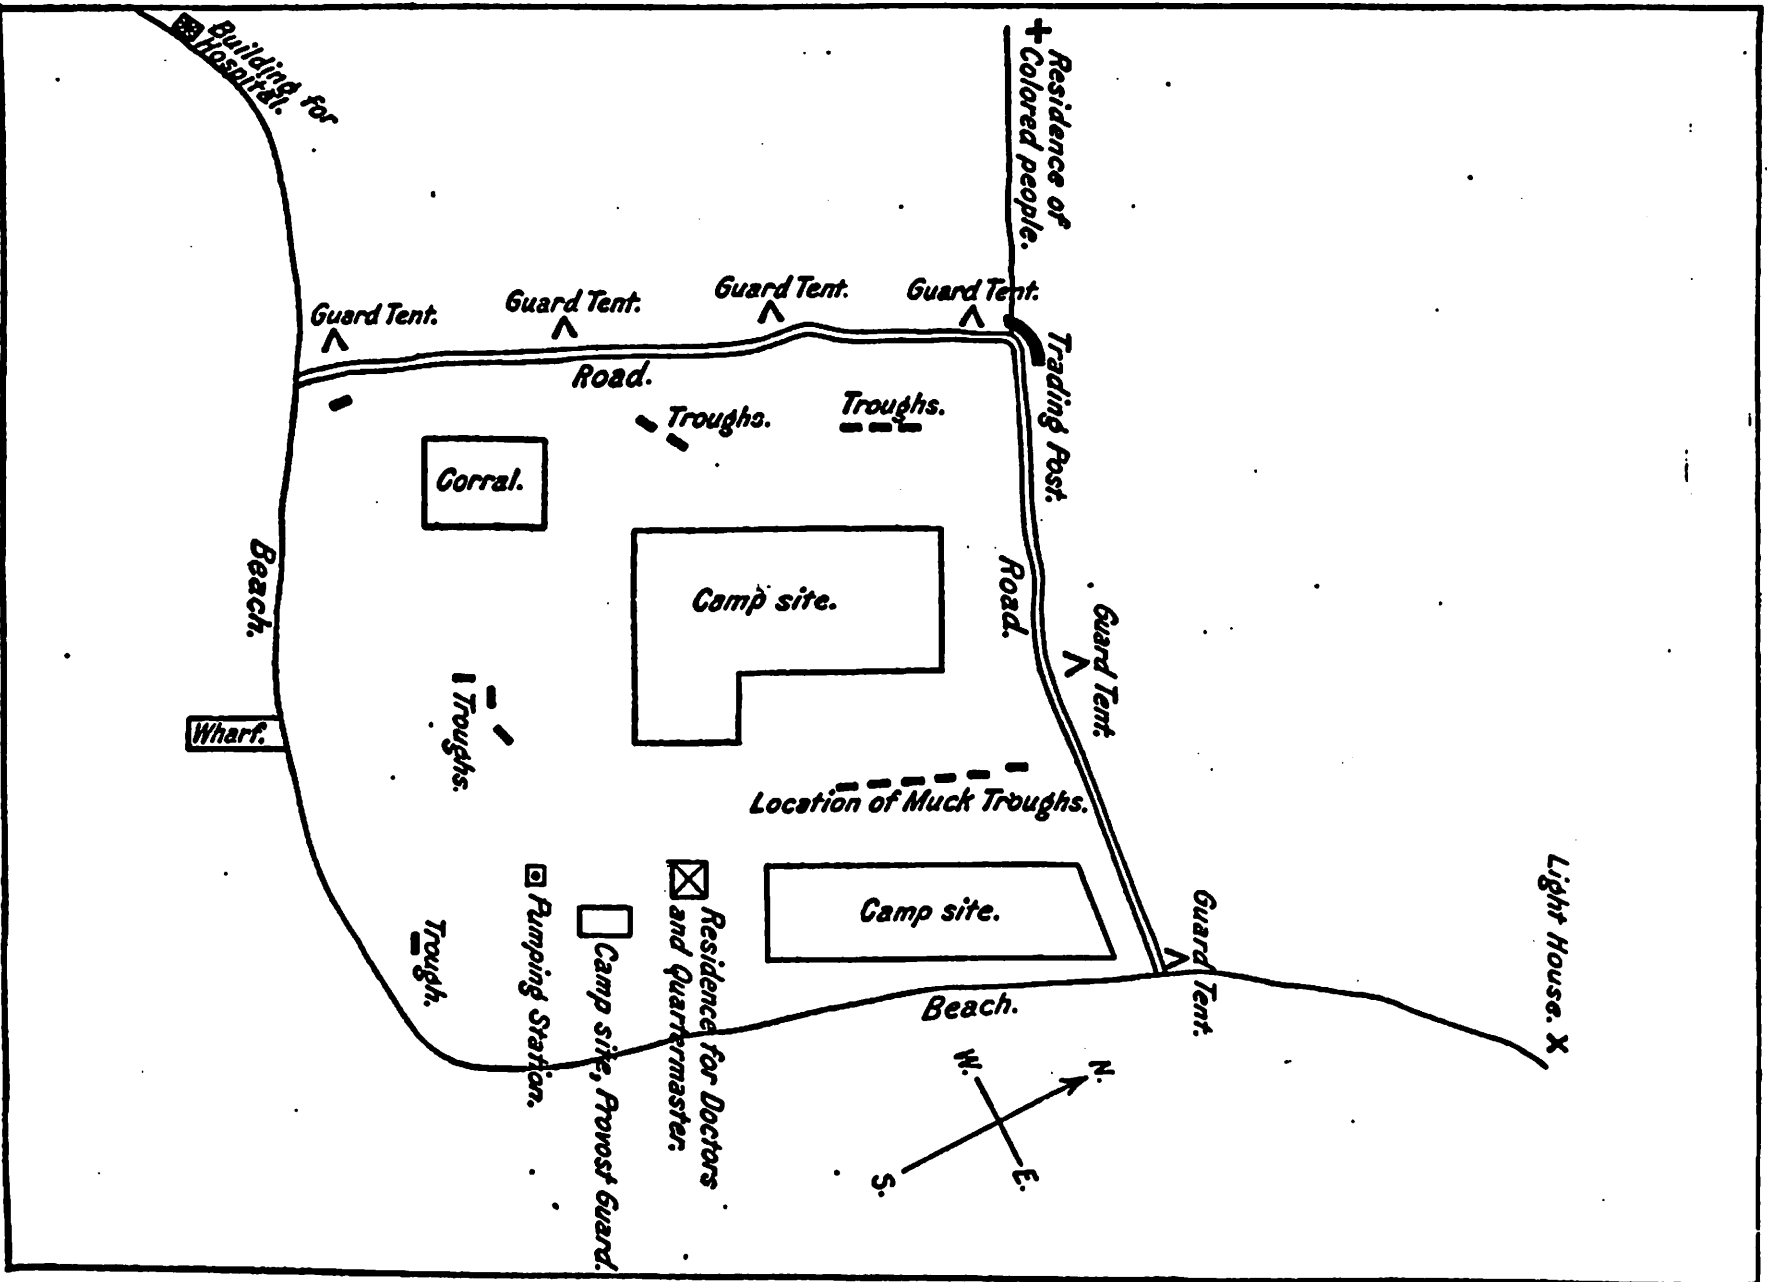 Building for
Hospital.
Residence of
Colored people.
Guard Tent.
Guard Tent.
Guard Tent.
Guard Tent.
Road.
Trading Post.
Troughs.
Troughs.
Corral.
Camp site.
Road.
Beach.
Guard Tent.
Wharf.
Troughs.
Location of Muck Troughs.
Light House. X
Camp site.
Guard Tent.
Residence for Doctors
and Quartermaster.
Camp site, Provost Guard.
Pumping Station.
Trough.
Beach.
N.
W.
E.
S.